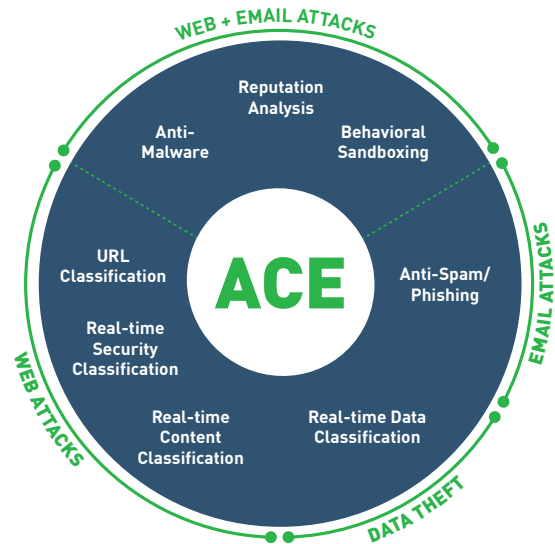 WEB + EMAIL ATTACKS
Reputation
Analysis
Anti-
Malware
Behavioral
Sandboxing
URL
Classification
ACE
Anti-Spam/
Phishing
EMAIL ATTACKS
Real-time
Security
Classification
WEB ATTACKS
Real-time
Content
Classification
Real-time Data
Classification
DATA THEFT